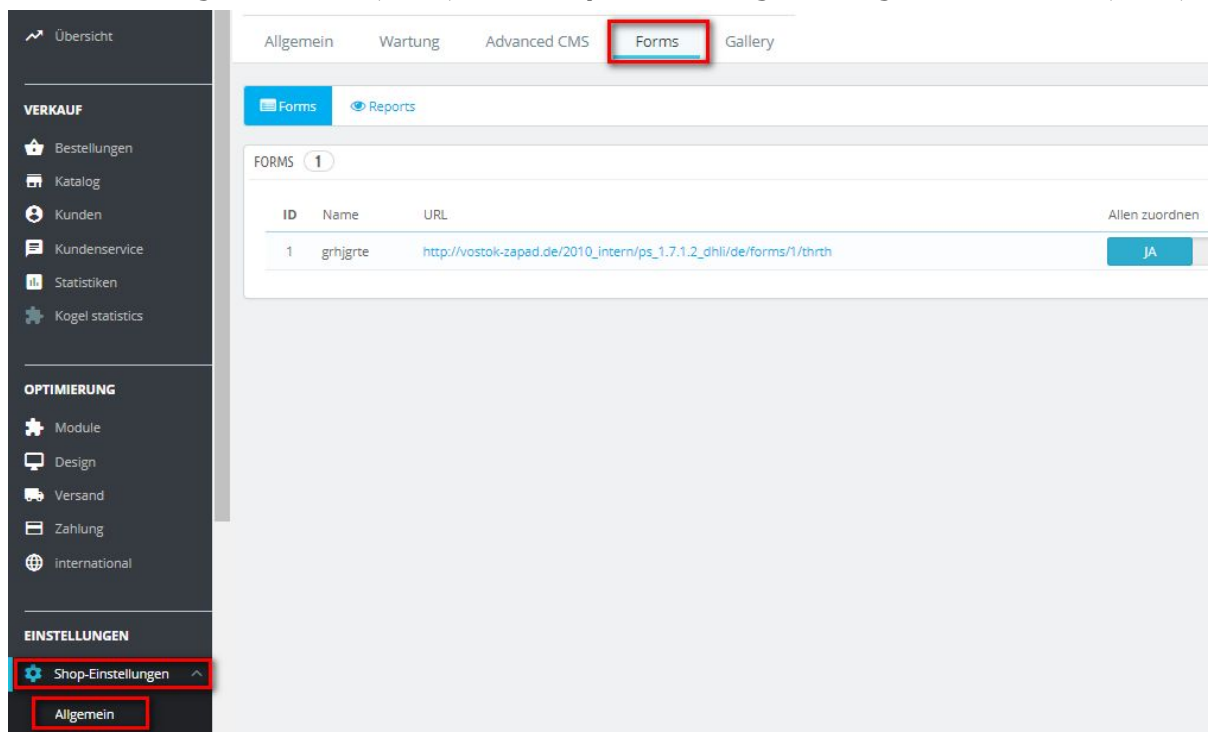 Übersicht
VERKAUF
Bestellungen
Katalog
Kunden
Kundenservice
Statistiken
Kogel statistics
OPTIMIERUNG
Module
Design
Versand
Zahlung
international
EINSTELLUNGEN
Shop-Einstellungen
Allgemein
Allgemein Wartung Advanced CMS Forms Gallery
Forms Reports
FORMS 1
ID Name URL Allen zuordnen
1 grhjgrte http://vostok-zapad.de/2010_intern/ps_1.7.1.2_dhli/de/forms/1/thrth JA